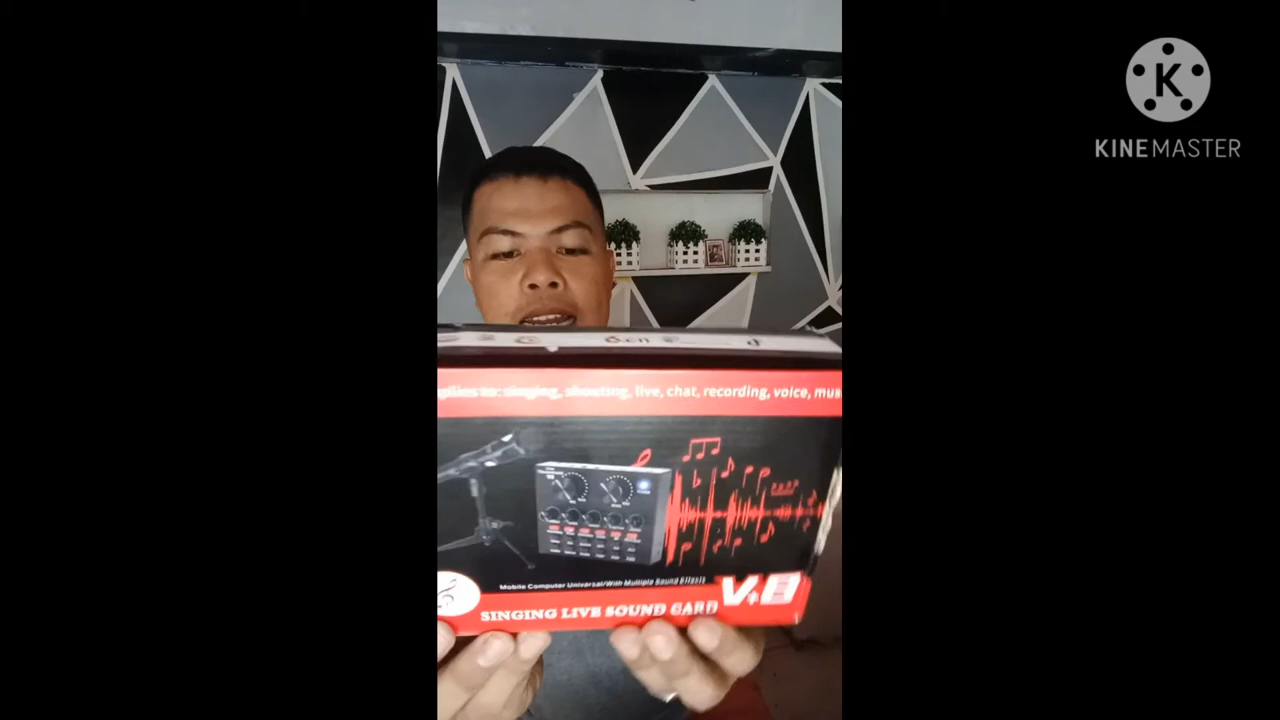 K
KINEMASTER
singing, shouting, live, chat, recording, voice,
Mobile Computer Universal/With Multiple Sound Effects
V8
SINGING LIVE SOUND CARD